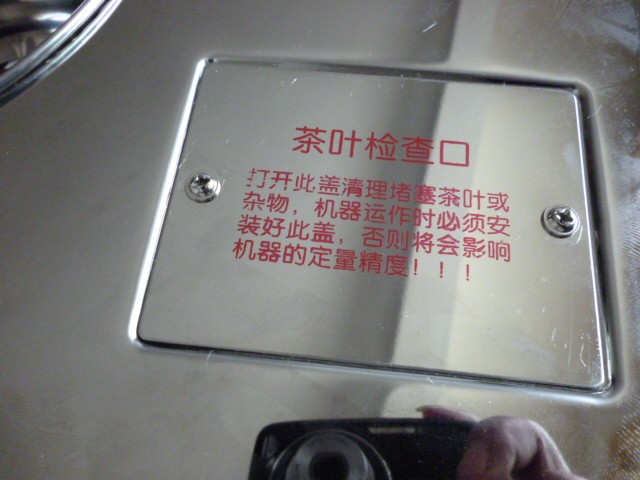 茶叶检查口
打开此盖清理堵塞茶叶或
杂物，机器运作时必须安
装好此盖，否则将会影响
机器的定量精度！！！